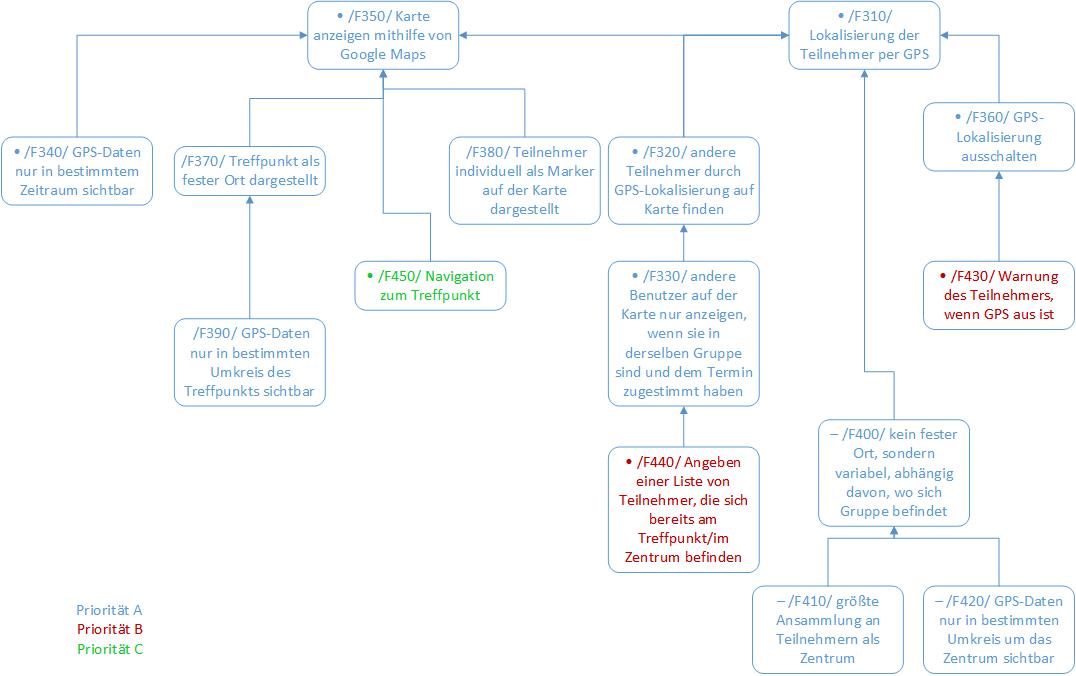 • /F350/ Karte
anzeigen mithilfe von
Google Maps
• /F310/
Lokalisierung der
Teilnehmer per GPS
• /F340/ GPS-Daten
nur in bestimmtem
Zeitraum sichtbar
/F370/ Treffpunkt als
fester Ort dargestellt
/F380/ Teilnehmer
individuell als Marker
auf der Karte
dargestellt
• /F320/ andere
Teilnehmer durch
GPS-Lokalisierung auf
Karte finden
• /F360/ GPS-
Lokalisierung
ausschalten
• /F450/ Navigation
zum Treffpunkt
• /F330/ andere
Benutzer auf der
Karte nur anzeigen,
wenn sie in
derselben Gruppe
sind und dem Termin
zugestimmt haben
• /F430/ Warnung
des Teilnehmers,
wenn GPS aus ist
/F390/ GPS-Daten
nur in bestimmten
Umkreis des
Treffpunkts sichtbar
• /F440/ Angeben
einer Liste von
Teilnehmer, die sich
bereits am
Treffpunkt/im
Zentrum befinden
– /F400/ kein fester
Ort, sondern
variabel, abhängig
davon, wo sich
Gruppe befindet
– /F410/ größte
Ansammlung an
Teilnehmern als
Zentrum
– /F420/ GPS-Daten
nur in bestimmten
Umkreis um das
Zentrum sichtbar
Priorität A
Priorität B
Priorität C